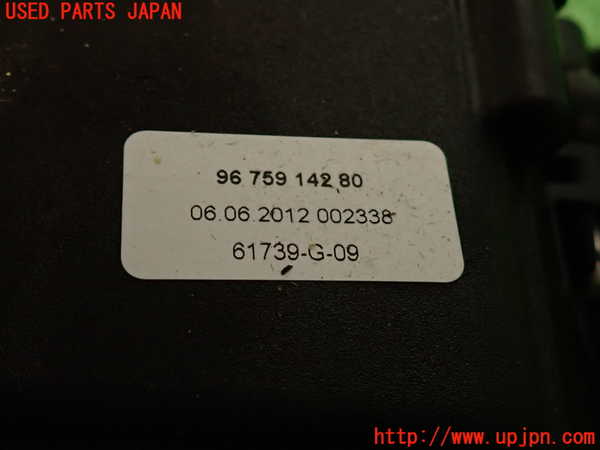 USED PARTS JAPAN
96 759 142 80
06.06.2012 002338
61739-G-09
http://www.upjpn.com/